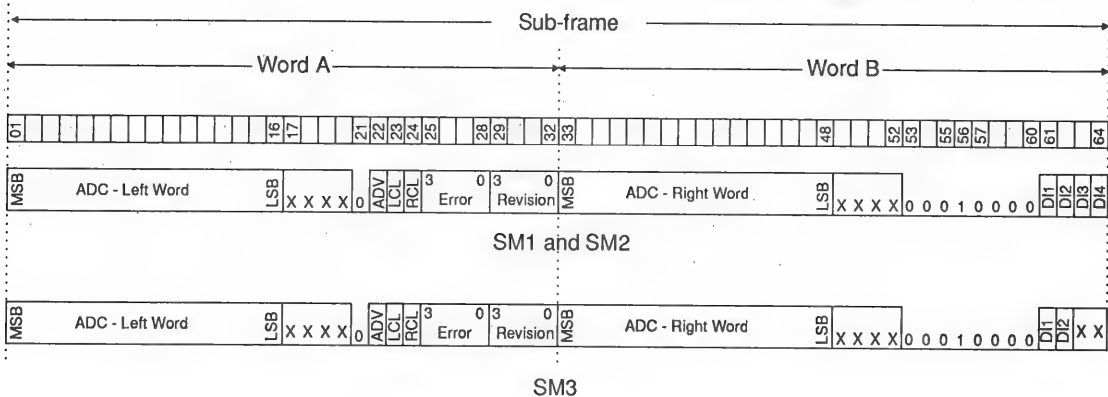 Sub-frame
Word A Word B
01 16 17 21 22 23 24 25 28 29 32 33 48 52 53 55 56 57 60 61 64
MSB ADC - Left Word LSB X X X X 0 ADV LCL RCL 3 0 Error 3 0 Revision MSB ADC - Right Word LSB X X X X 0 0 0 1 0 0 0 0 DI1 DI2 DI3 DI4
SM1 and SM2
MSB ADC - Left Word LSB X X X X 0 ADV LCL RCL 3 0 Error 3 0 Revision MSB ADC - Right Word LSB X X X X 0 0 0 1 0 0 0 0 DI1 DI2 X X
SM3